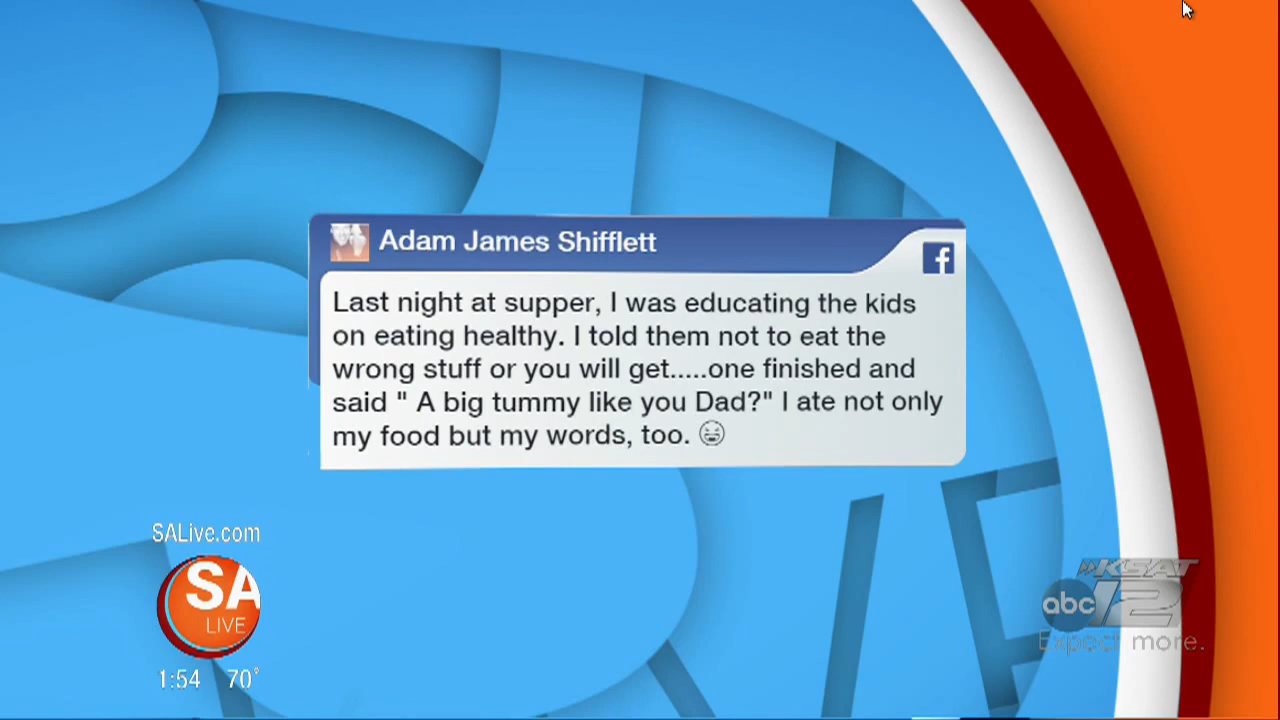 Adam James Shifflett
f
Last night at supper, I was educating the kids
on eating healthy. I told them not to eat the
wrong stuff or you will get.....one finished and
said " A big tummy like you Dad?" I ate not only
my food but my words, too. 😆
SALive.com
SA
LIVE
1:54 70°
KSAT
abc 12
Expect more.